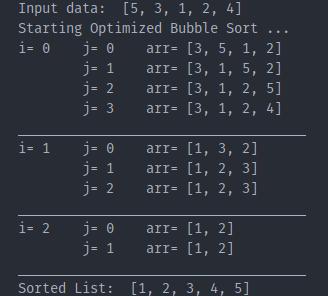 Input data:  [5, 3, 1, 2, 4]
Starting Optimized Bubble Sort ...
i= 0    j= 0    arr= [3, 5, 1, 2]
j= 1    arr= [3, 1, 5, 2]
j= 2    arr= [3, 1, 2, 5]
j= 3    arr= [3, 1, 2, 4]
i= 1    j= 0    arr= [1, 3, 2]
j= 1    arr= [1, 2, 3]
j= 2    arr= [1, 2, 3]
i= 2    j= 0    arr= [1, 2]
j= 1    arr= [1, 2]
Sorted List:  [1, 2, 3, 4, 5]